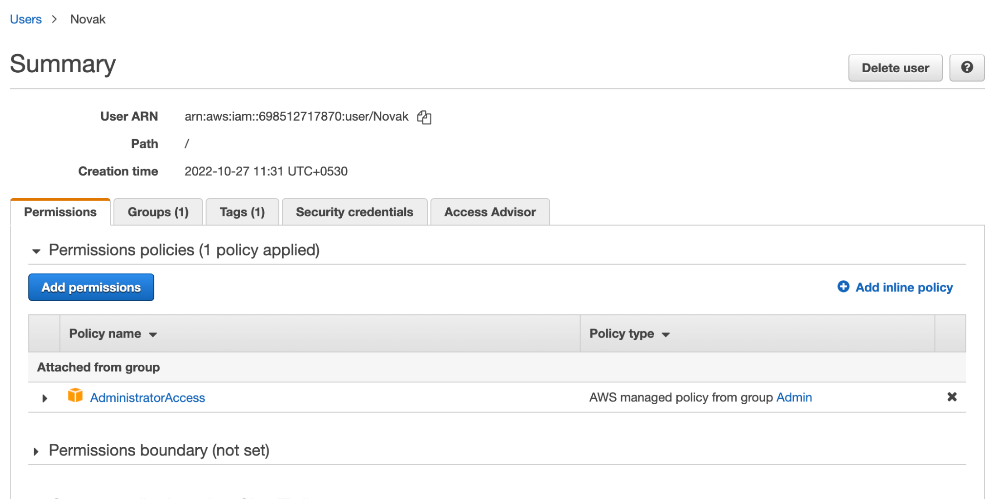 Users > Novak
Summary
Delete user
User ARN arn:aws:iam::698512717870:user/Novak
Path /
Creation time 2022-10-27 11:31 UTC+0530
Permissions Groups (1) Tags (1) Security credentials Access Advisor
Permissions policies (1 policy applied)
Add permissions Add inline policy
Policy name Policy type
Attached from group
AdministratorAccess AWS managed policy from group Admin
Permissions boundary (not set)